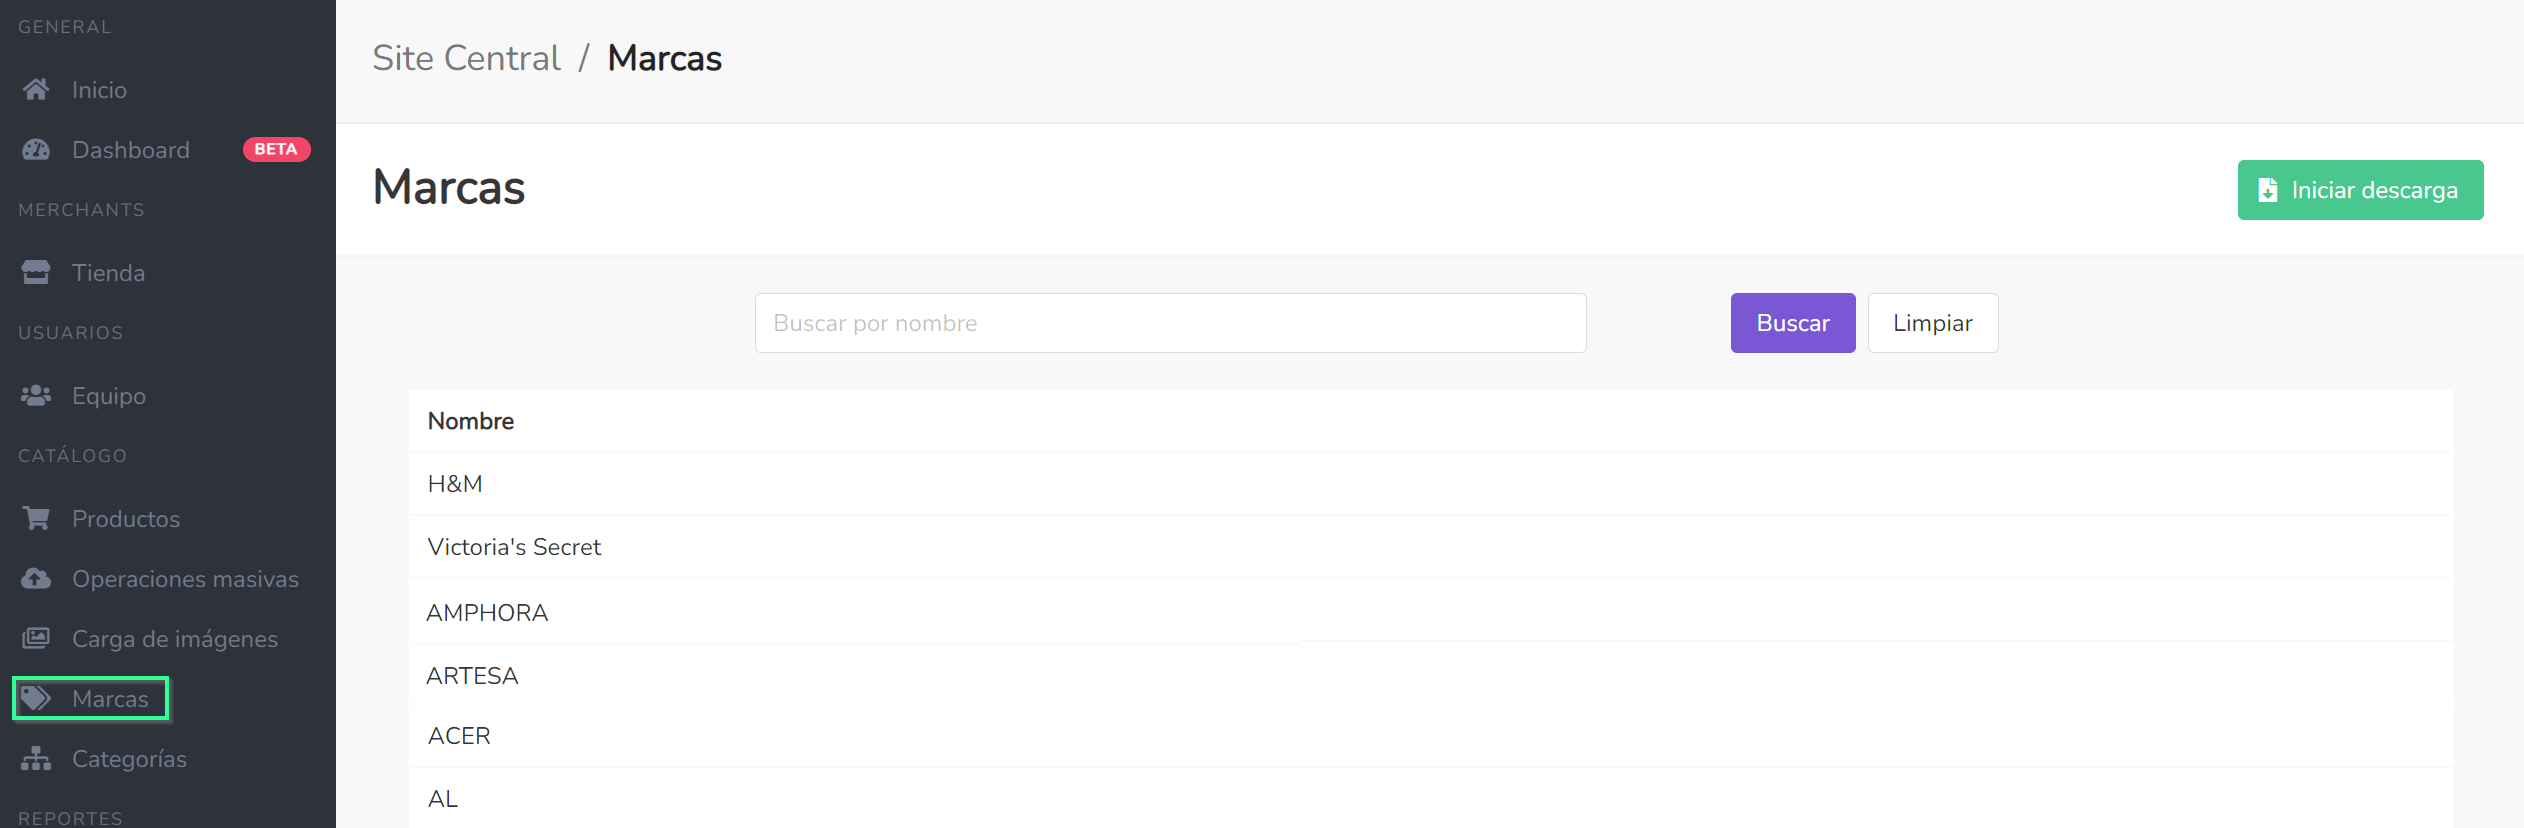 GENERAL
Inicio
Dashboard BETA
MERCHANTS
Tienda
USUARIOS
Equipo
CATÁLOGO
Productos
Operaciones masivas
Carga de imágenes
Marcas
Categorías
REPORTES
Site Central / Marcas
Marcas
Iniciar descarga
Buscar por nombre
Buscar
Limpiar
Nombre
H&M
Victoria's Secret
AMPHORA
ARTESA
ACER
AL